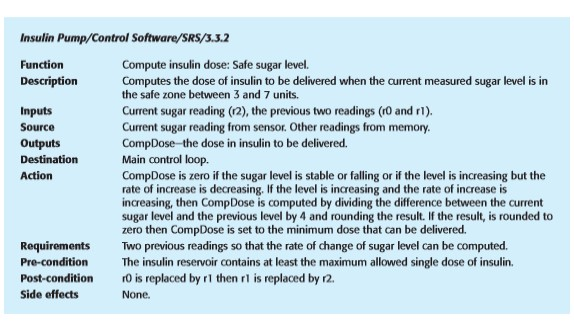 Insulin Pump/Control Software/SRS/3.3.2
Function Compute insulin dose: Safe sugar level.
Description Computes the dose of insulin to be delivered when the current measured sugar level is in
the safe zone between 3 and 7 units.
Inputs Current sugar reading (r2), the previous two readings (r0 and r1).
Source Current sugar reading from sensor. Other readings from memory.
Outputs CompDose—the dose in insulin to be delivered.
Destination Main control loop.
Action CompDose is zero if the sugar level is stable or falling or if the level is increasing but the
rate of increase is decreasing. If the level is increasing and the rate of increase is
increasing, then CompDose is computed by dividing the difference between the current
sugar level and the previous level by 4 and rounding the result. If the result, is rounded to
zero then CompDose is set to the minimum dose that can be delivered.
Requirements Two previous readings so that the rate of change of sugar level can be computed.
Pre-condition The insulin reservoir contains at least the maximum allowed single dose of insulin.
Post-condition r0 is replaced by r1 then r1 is replaced by r2.
Side effects None.